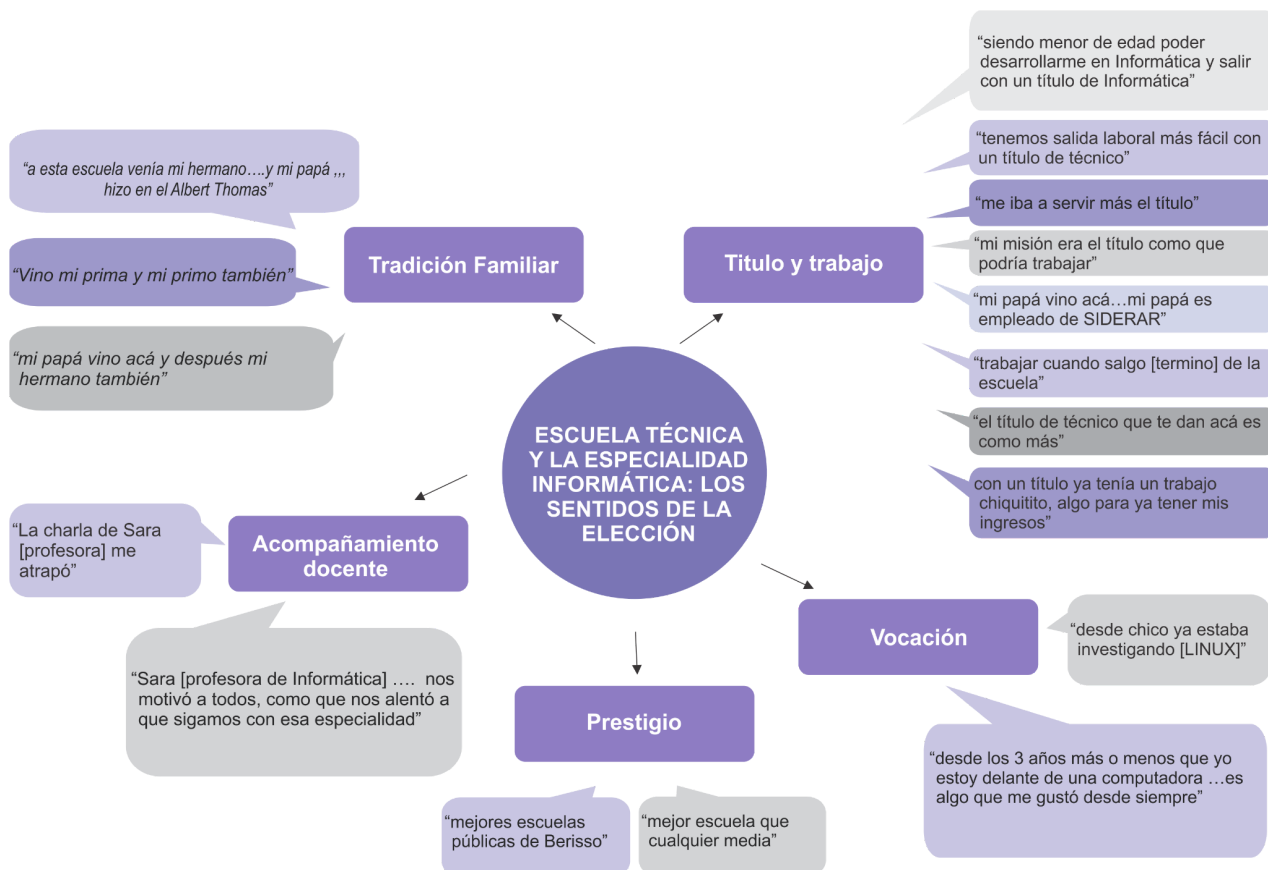 “siendo menor de edad poder
desarrollarme en Informática y salir
con un título de Informática”
“a esta escuela venía mi hermano….y mi papá ,,,
hizo en el Albert Thomas”
“tenemos salida laboral más fácil con
un título de técnico”
“me iba a servir más el título”
“Vino mi prima y mi primo también”
Tradición Familiar
Titulo y trabajo
“mi misión era el título como que
podría trabajar”
“mi papá vino acá…mi papá es
empleado de SIDERAR”
“mi papá vino acá y después mi
hermano también”
“trabajar cuando salgo [termino] de la
escuela”
“el título de técnico que te dan acá es
como más”
con un título ya tenía un trabajo
chiquitito, algo para ya tener mis
ingresos”
ESCUELA TÉCNICA
Y LA ESPECIALIDAD
INFORMÁTICA: LOS
SENTIDOS DE LA
ELECCIÓN
“La charla de Sara
[profesora] me
atrapó”
Acompañamiento
docente
“Sara [profesora de Informática] …. nos
motivó a todos, como que nos alentó a
que sigamos con esa especialidad”
Vocación
“desde chico ya estaba
investigando [LINUX]”
“desde los 3 años más o menos que yo
estoy delante de una computadora …es
algo que me gustó desde siempre”
Prestigio
“mejores escuelas
públicas de Berisso”
“mejor escuela que
cualquier media”